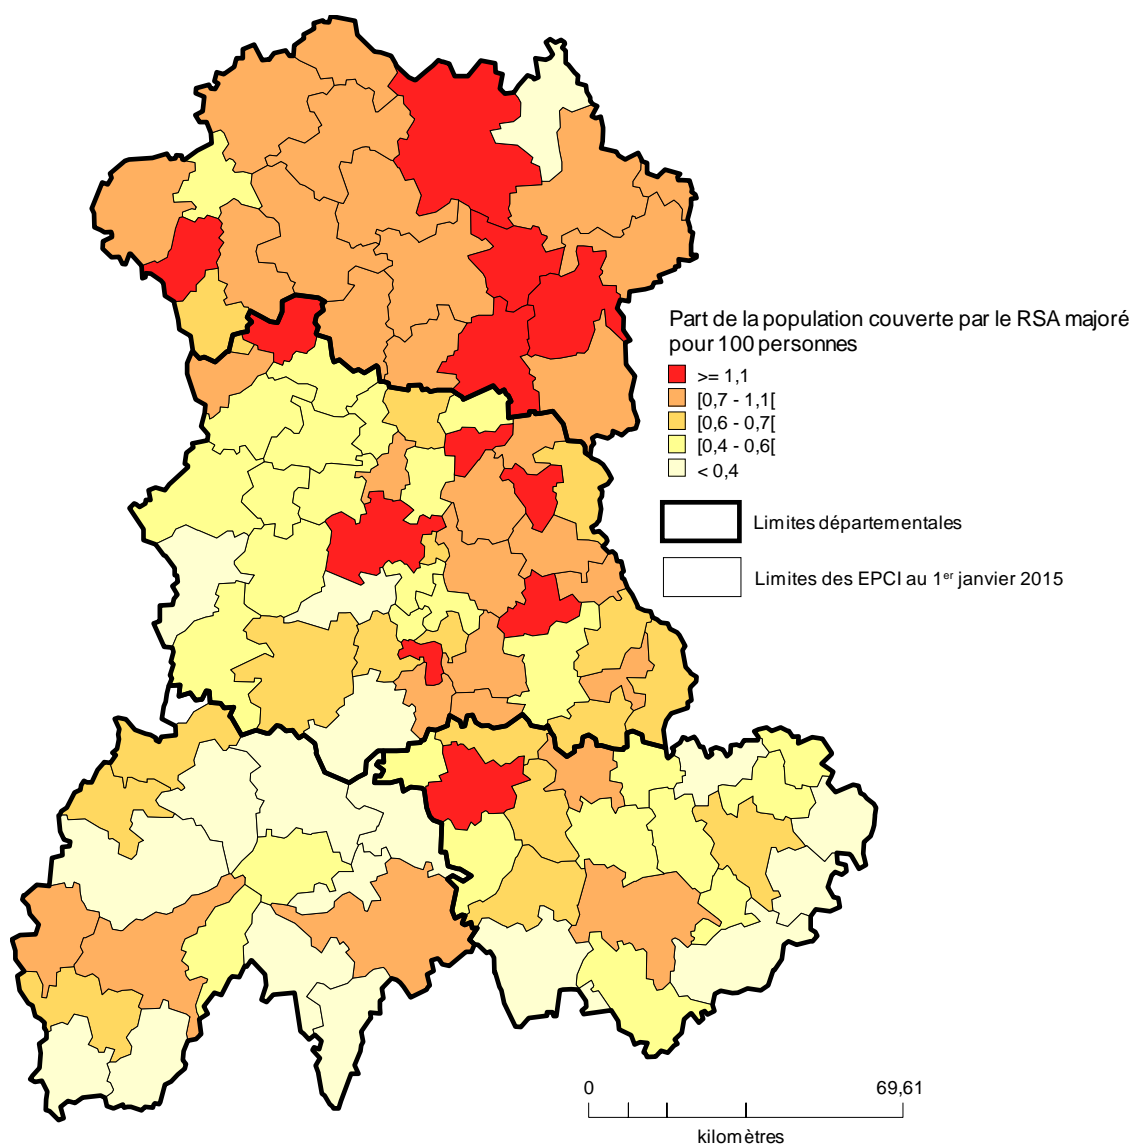 Part de la population couverte par le RSA majoré
pour 100 personnes
>= 1,1
[0,7 - 1,1[
[0,6 - 0,7[
[0,4 - 0,6[
< 0,4
Limites départementales
Limites des EPCI au 1er janvier 2015
0 69,61
kilomètres